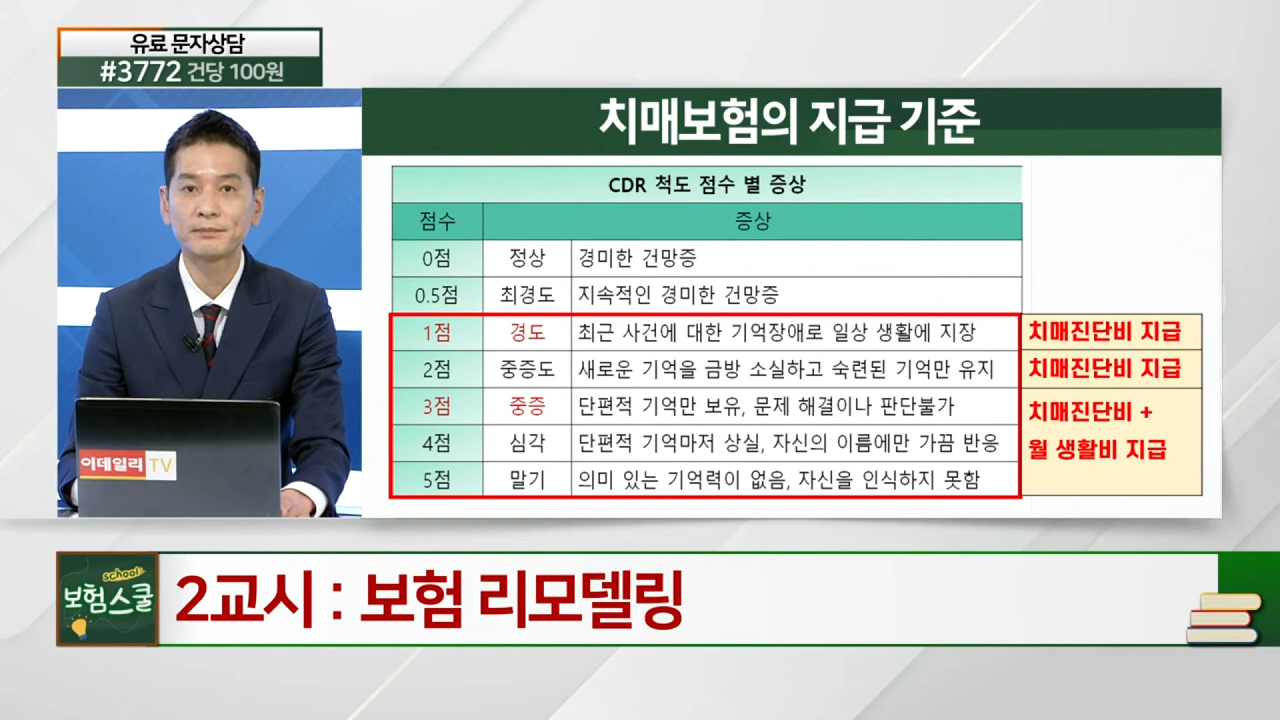 유료 문자상담
#3772 건당 100원
치매보험의 지급 기준
CDR 척도 점수 별 증상
점수 증상
0점 정상 경미한 건망증
0.5점 최경도 지속적인 경미한 건망증
1점 경도 최근 사건에 대한 기억장애로 일상 생활에 지장 치매진단비 지급
2점 중증도 새로운 기억을 금방 소실하고 숙련된 기억만 유지 치매진단비 지급
3점 중증 단편적 기억만 보유, 문제 해결이나 판단불가 치매진단비 +
4점 심각 단편적 기억마저 상실, 자신의 이름에만 가끔 반응 월 생활비 지급
5점 말기 의미 있는 기억력이 없음, 자신을 인식하지 못함
이데일리 TV
school
보험스쿨
2교시 : 보험 리모델링